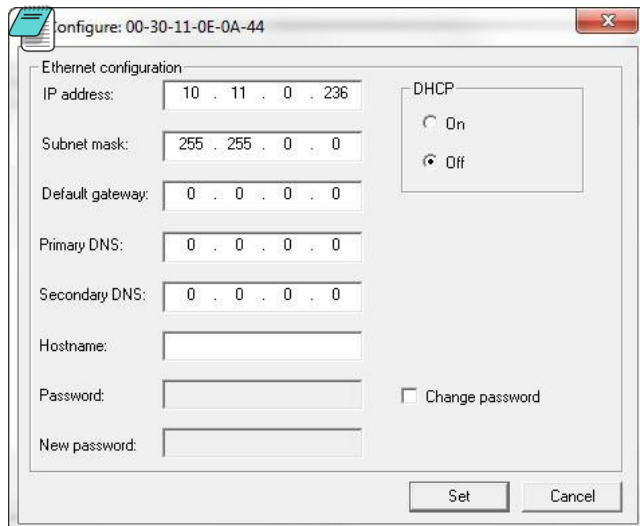 Configure: 00-30-11-0E-0A-44
Ethernet configuration
IP address: 10 . 11 . 0 . 236
DHCP
On
Subnet mask: 255 . 255 . 0 . 0
Off
Default gateway: 0 . 0 . 0 . 0
Primary DNS: 0 . 0 . 0 . 0
Secondary DNS: 0 . 0 . 0 . 0
Hostname:
Password:
Change password
New password:
Set
Cancel